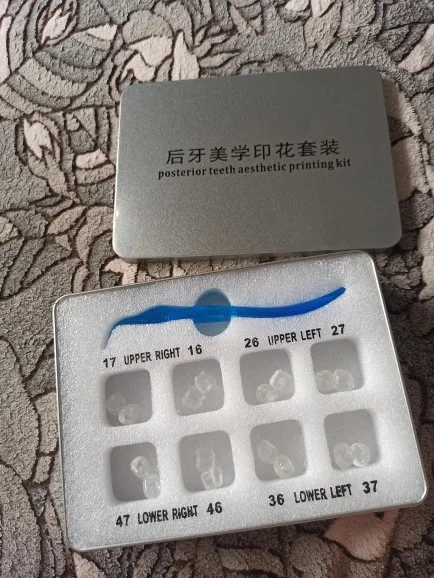 后牙美学印花套装
posterior teeth aesthetic printing kit
17 UPPER RIGHT 16
26 UPPER LEFT 27
47 LOWER RIGHT 46
36 LOWER LEFT 37